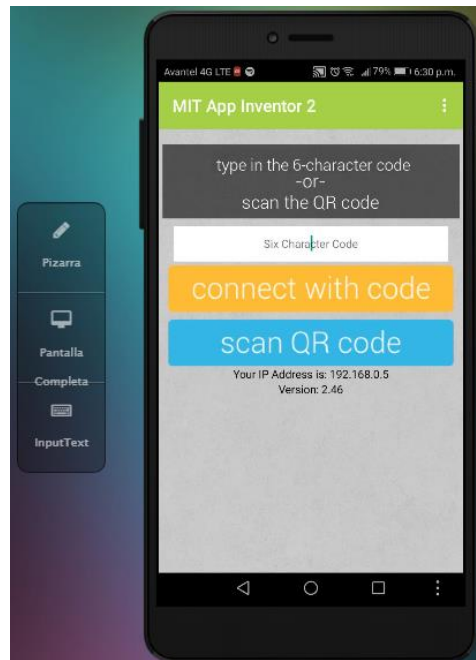 Avantel 4G LTE
79%
6:30 p.m.
MIT App Inventor 2
type in the 6-character code
-or-
scan the QR code
Six Character Code
connect with code
scan QR code
Your IP Address is: 192.168.0.5
Version: 2.46
Pizarra
Pantalla
Completa
InputText